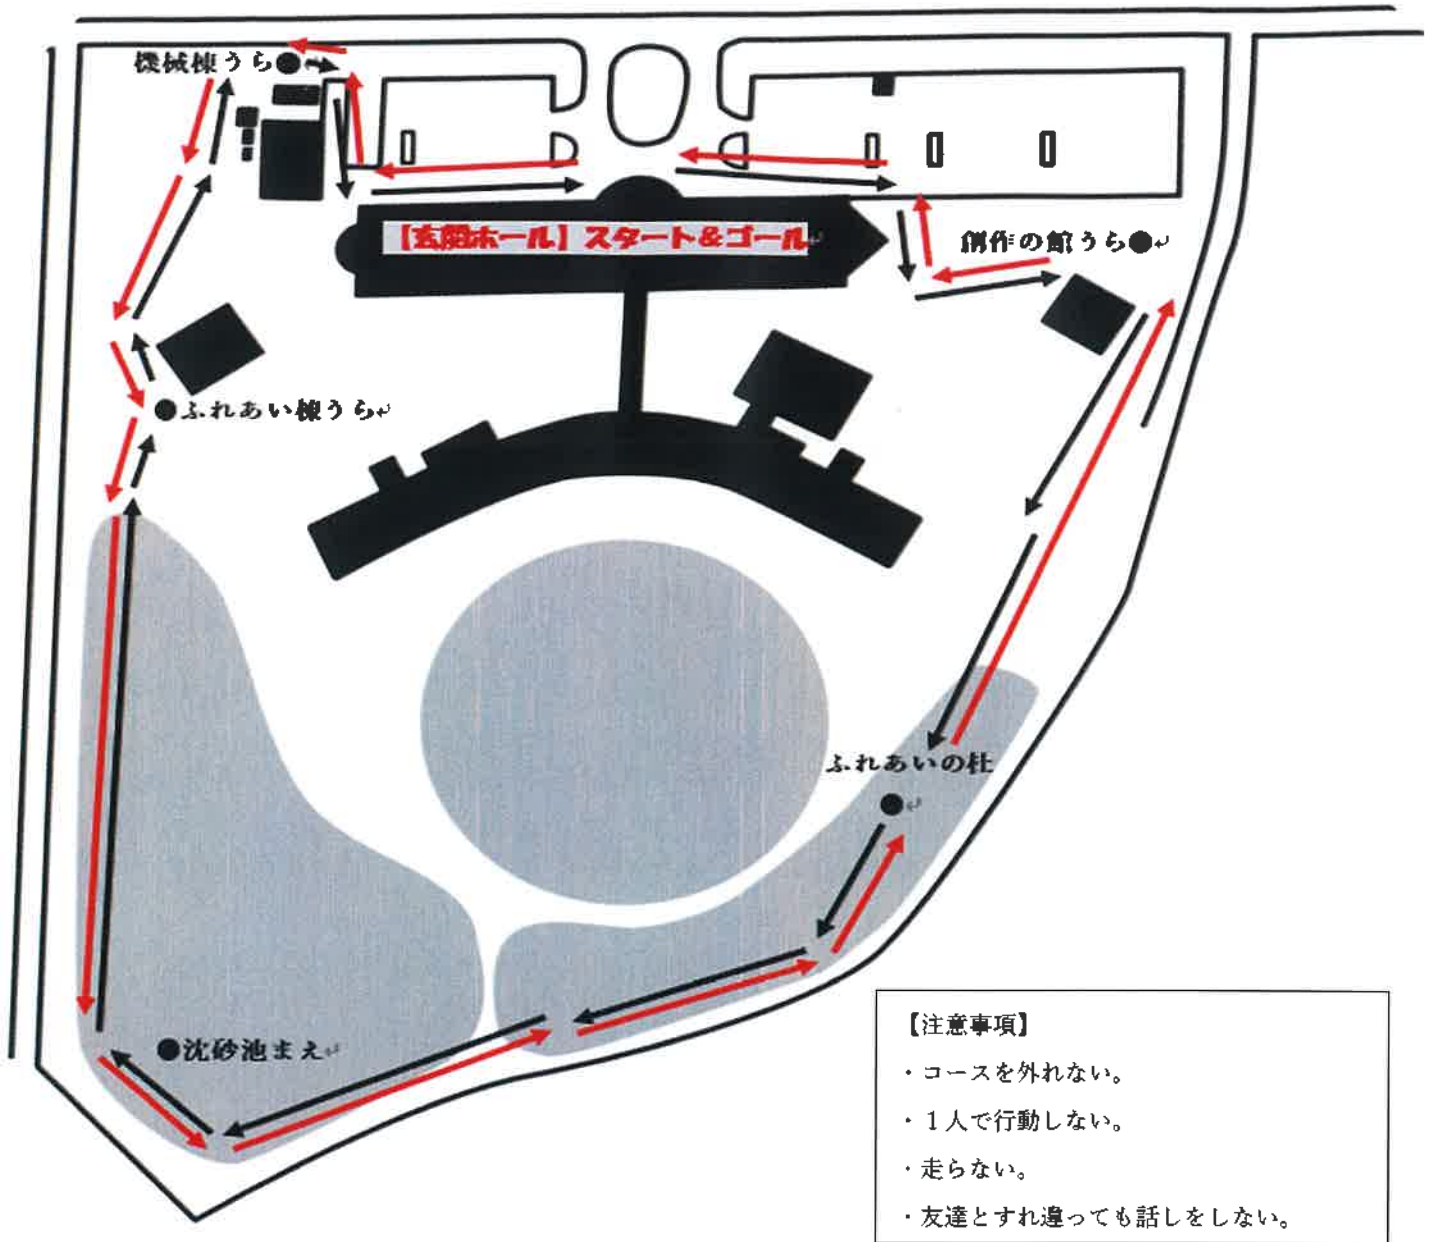 機械棟うら●
【玄関ホール】スタート&ゴール
創作の館うら●
●ふれあい棟うら
ふれあいの杜
●
●沈砂池まえ
【注意事項】
・コースを外れない。
・１人で行動しない。
・走らない。
・友達とすれ違っても話しをしない。